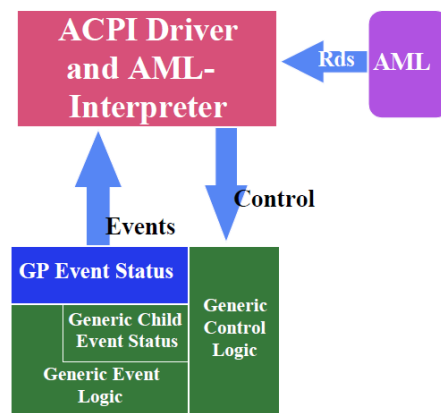 ACPI Driver
and AML-
Interpreter
Rds
AML
Control
Events
GP Event Status
Generic Child
Event Status
Generic Event
Logic
Generic
Control
Logic